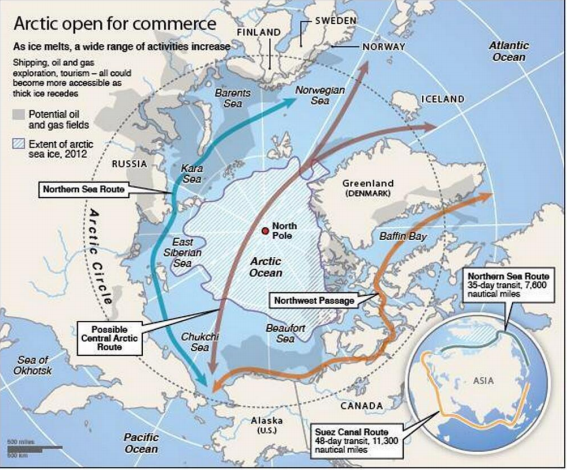 Arctic open for commerce
As ice melts, a wide range of activities increase
Shipping, oil and gas
exploration, tourism – all could
become more accessible as
thick ice recedes
Potential oil
and gas fields
Extent of arctic
sea ice, 2012
FINLAND
SWEDEN
NORWAY
Atlantic
Ocean
Barents
Sea
Norwegian
Sea
ICELAND
RUSSIA
Kara
Sea
Northern Sea Route
Greenland
(DENMARK)
Arctic Circle
North
Pole
Baffin Bay
East
Siberian
Sea
Arctic
Ocean
Northwest Passage
Northern Sea Route
35-day transit, 7,600
nautical miles
Possible
Central Arctic
Route
Chukchi
Sea
Beaufort
Sea
Sea of
Okhotsk
ASIA
CANADA
Alaska
(U.S.)
Suez Canal Route
48-day transit, 11,300
nautical miles
Pacific
Ocean
500 miles
500 km